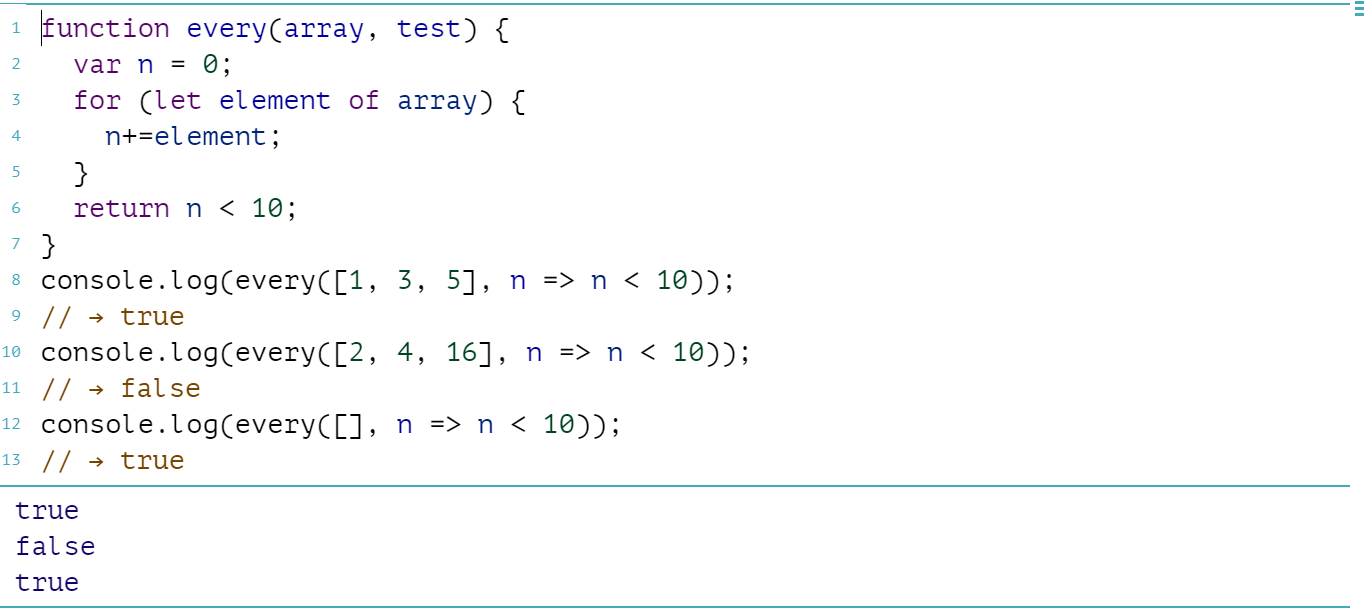 1 function every(array, test) {
2   var n = 0;
3   for (let element of array) {
4     n+=element;
5   }
6   return n < 10;
7 }
8 console.log(every([1, 3, 5], n => n < 10));
9 // → true
10 console.log(every([2, 4, 16], n => n < 10));
11 // → false
12 console.log(every([], n => n < 10));
13 // → true
true
false
true